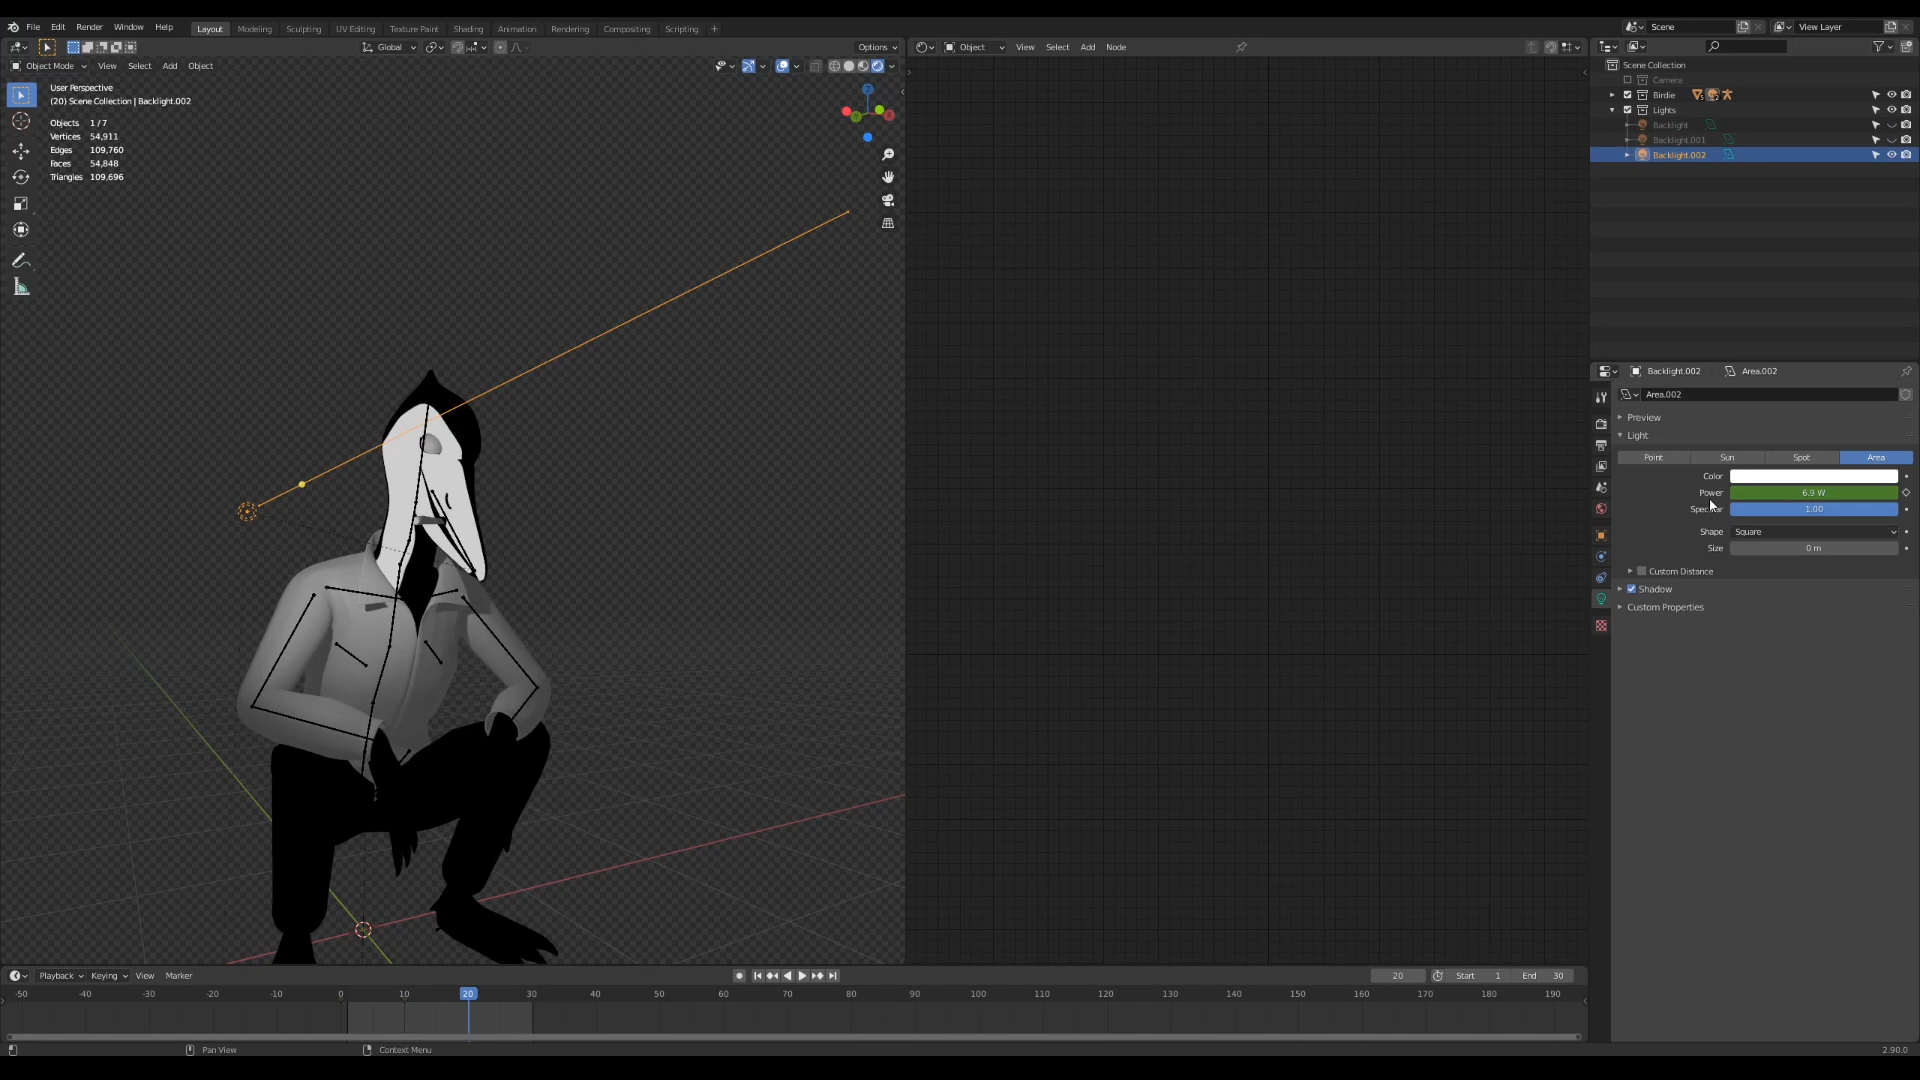 File Edit Render Window Help Layout Modeling Sculpting UV Editing Texture Paint Shading Animation Rendering Compositing Scripting + Scene View Layer
Global Options Object View Select Add Node
Object Mode View Select Add Object
User Perspective
(20) Scene Collection | Backlight.002
Objects 1 / 7
Vertices 54,911
Edges 109,760
Faces 54,848
Triangles 109,696
Scene Collection
Camera
Birdie
Lights
Backlight
Backlight.001
Backlight.002
Backlight.002 Area.002
Area.002
Preview
Light
Point Sun Spot Area
Color
Power 6.9 W
1.00
Shape Square
Size 0 m
Custom Distance
Shadow
Custom Properties
Playback Keying View Marker 20 Start 1 End 30
-50 -40 -30 -20 -10 0 10 20 30 40 50 60 70 80 90 100 110 120 130 140 150 160 170 180 190
Pan View Context Menu 2.90.0